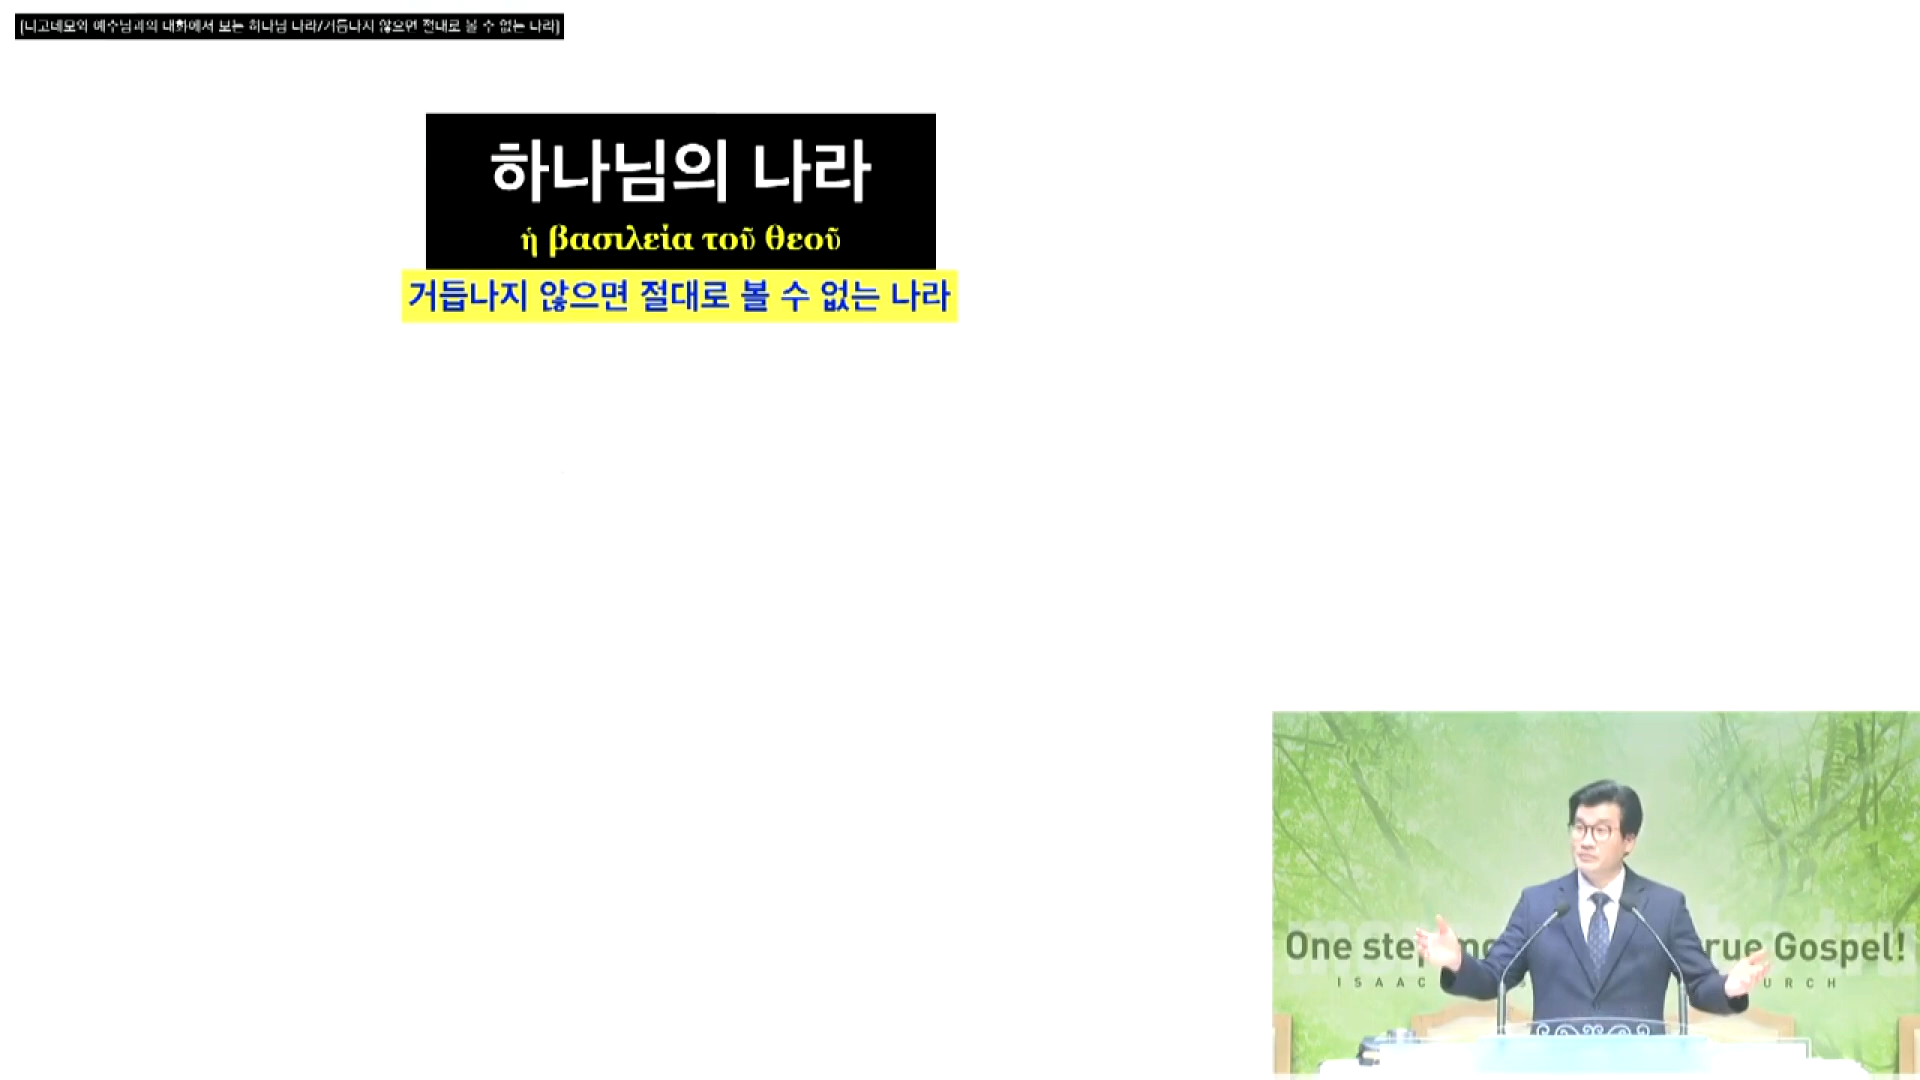 [니고데모와 예수님과의 대화에서 보는 하나님 나라/거듭나지 않으면 절대로 볼 수 없는 나라]
하나님의 나라
ἡ βασιλεία τοῦ θεοῦ
거듭나지 않으면 절대로 볼 수 없는 나라
One step Gospel!
ISAAC